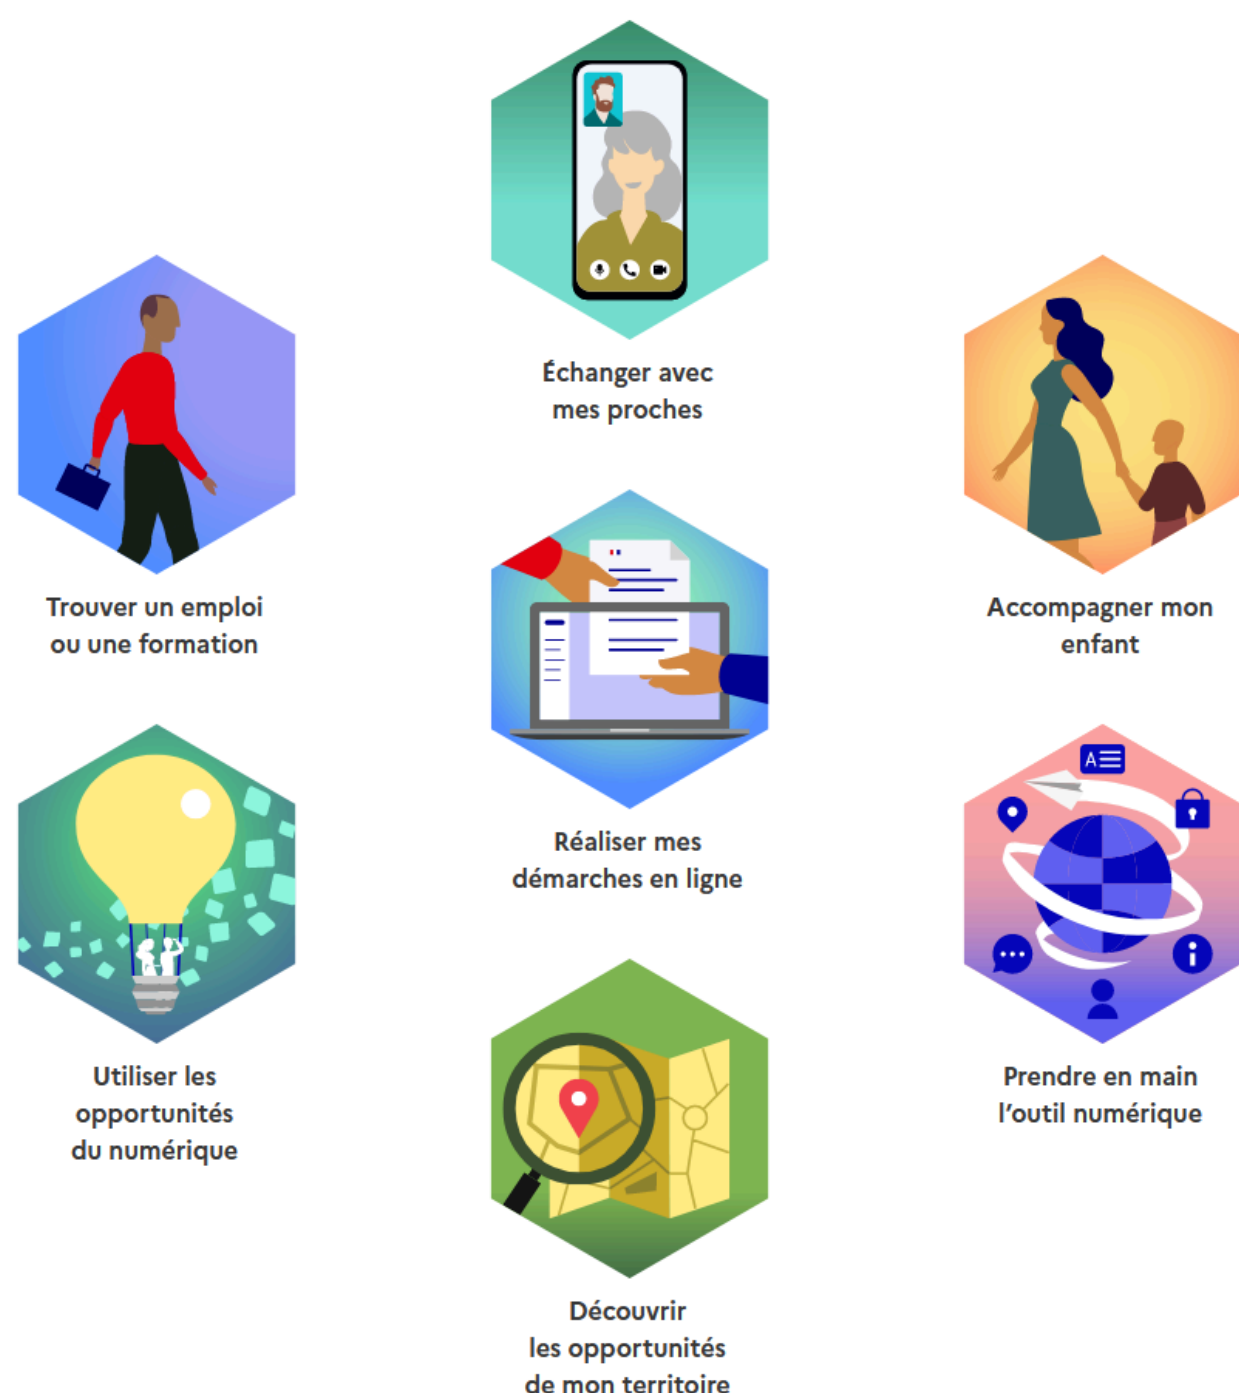 Échanger avec
mes proches
Trouver un emploi
ou une formation
Accompagner mon
enfant
Réaliser mes
démarches en ligne
Utiliser les
opportunités
du numérique
A
Prendre en main
l’outil numérique
Découvrir
les opportunités
de mon territoire